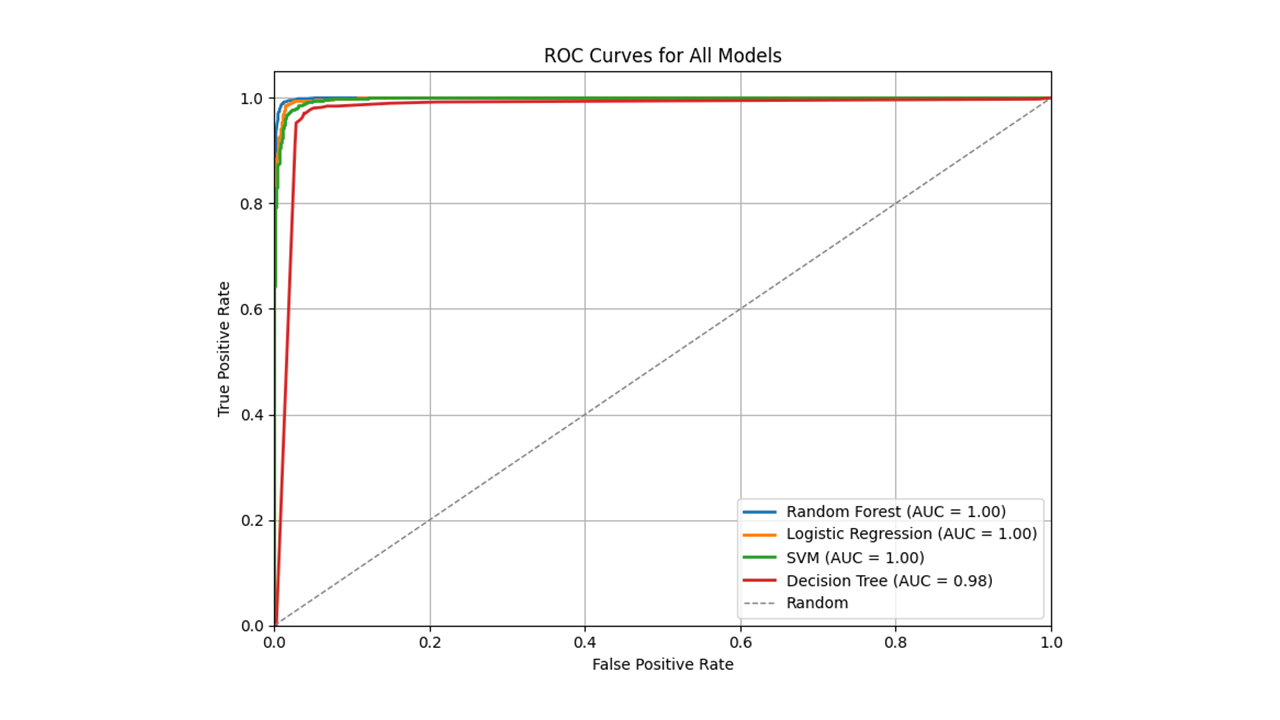 ROC Curves for All Models
True Positive Rate
1.0
0.8
0.6
0.4
0.2
0.0
Random Forest (AUC = 1.00)
Logistic Regression (AUC = 1.00)
SVM (AUC = 1.00)
Decision Tree (AUC = 0.98)
Random
0.0 0.2 0.4 0.6 0.8 1.0
False Positive Rate